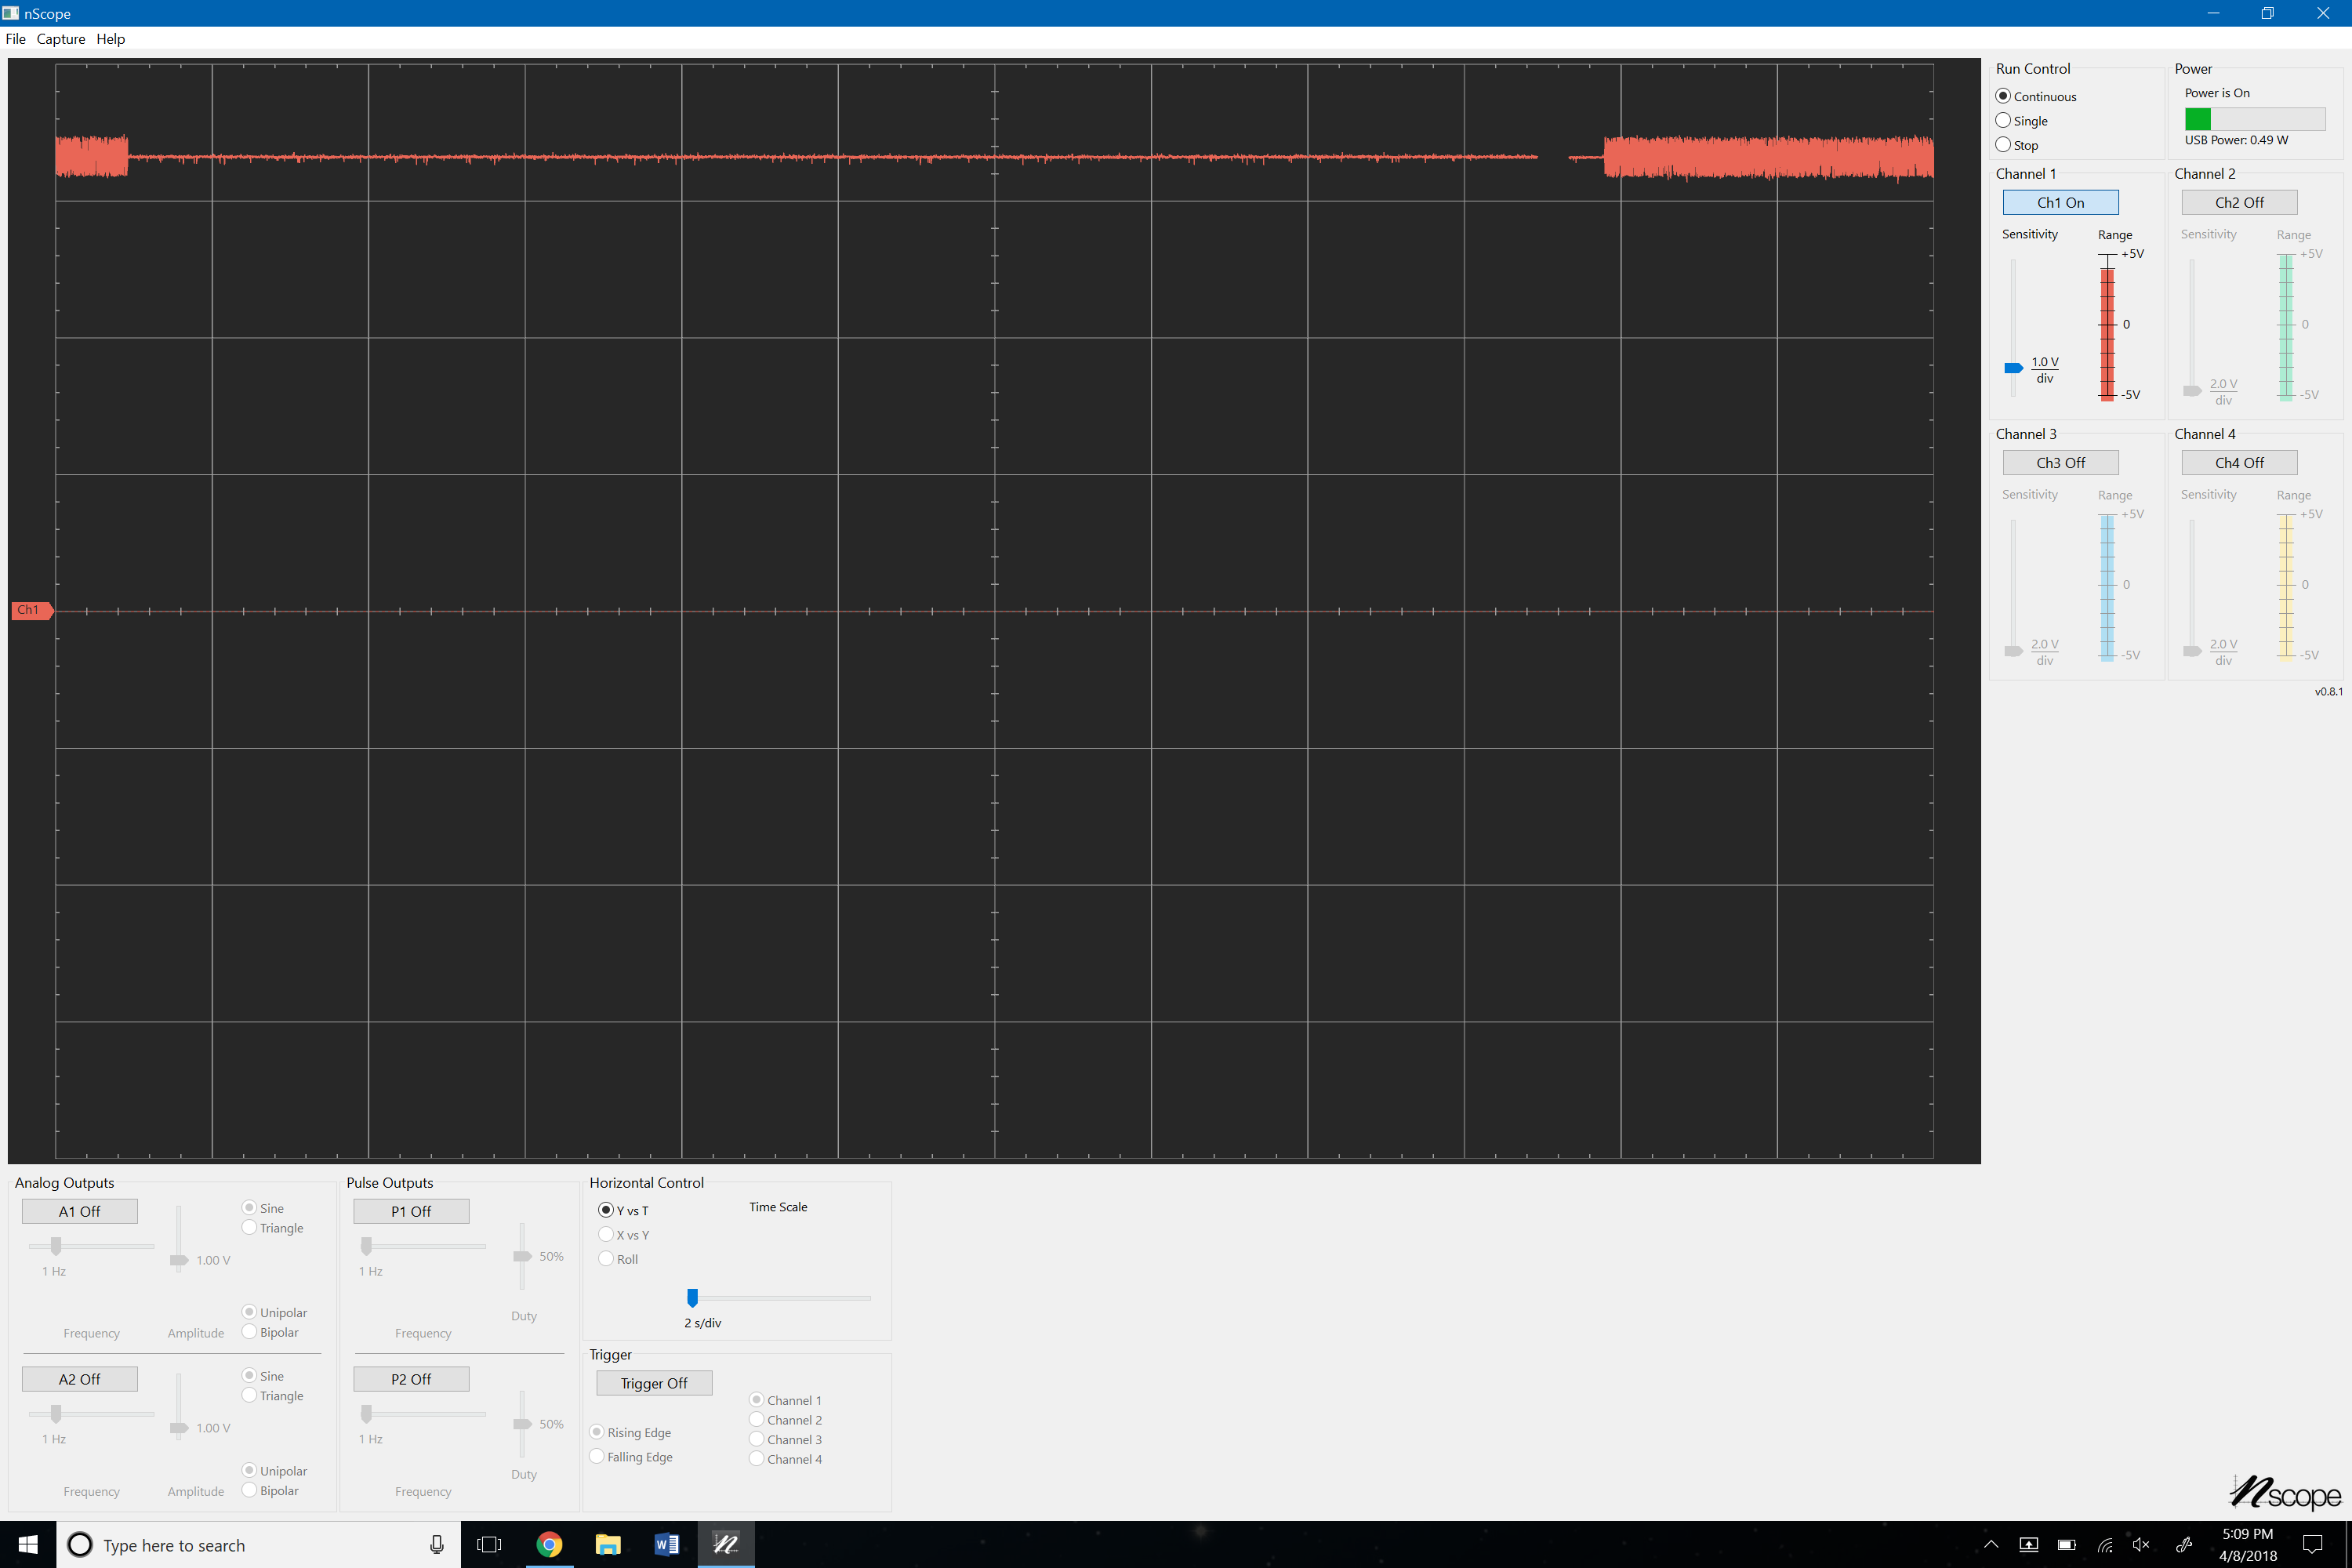 nScope
File Capture Help
Run Control
Continuous
Single
Stop
Power
Power is On
USB Power: 0.49 W
Channel 1
Ch1 On
Sensitivity Range
+5V
0
1.0 V
div
-5V
Channel 2
Ch2 Off
Sensitivity Range
+5V
0
2.0 V
div
-5V
Channel 3
Ch3 Off
Sensitivity Range
+5V
0
2.0 V
div
-5V
Channel 4
Ch4 Off
Sensitivity Range
+5V
0
2.0 V
div
-5V
v0.8.1
Ch1
Analog Outputs
A1 Off
Sine
Triangle
1.00 V
1 Hz
Unipolar
Bipolar
Frequency Amplitude
A2 Off
Sine
Triangle
1.00 V
1 Hz
Unipolar
Bipolar
Frequency Amplitude
Pulse Outputs
P1 Off
50%
1 Hz
Duty
Frequency
P2 Off
50%
1 Hz
Duty
Frequency
Horizontal Control
Y vs T
X vs Y
Roll
Time Scale
2 s/div
Trigger
Trigger Off
Rising Edge
Falling Edge
Channel 1
Channel 2
Channel 3
Channel 4
nscope
Type here to search
5:09 PM
4/8/2018